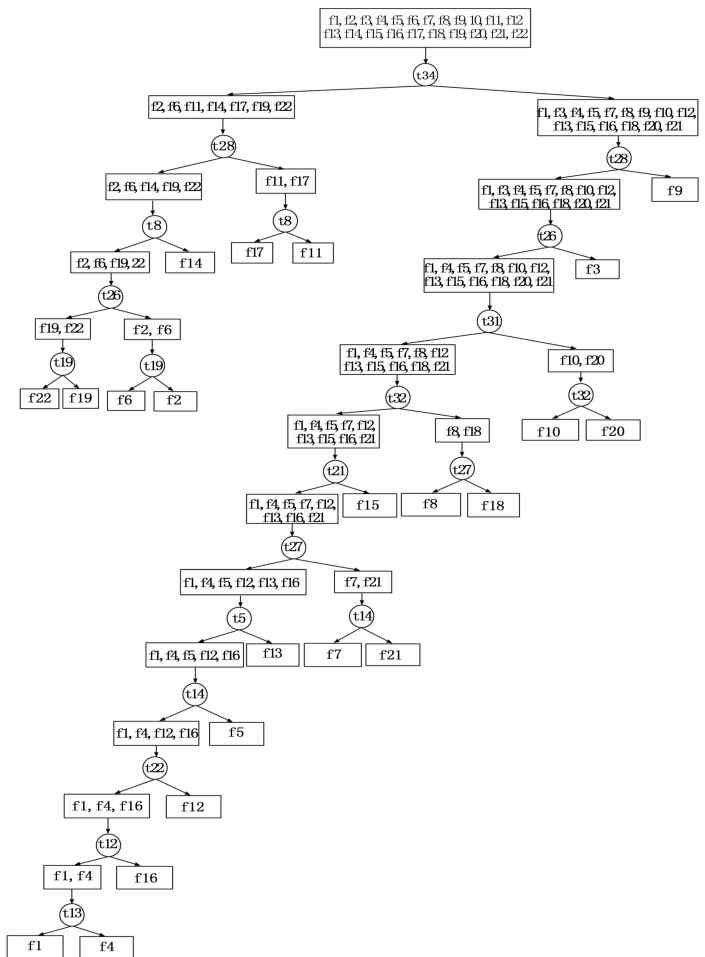 f1, f2, f3, f4, f5, f6, f7, f8, f9, 10, f11, f12
f13, f14, f15, f16, f17, f18, f19, f20, f21, f22
t34
f2, f6, f11, f14, f17, f19, f22
f1, f3, f4, f5, f7, f8, f9, f10, f12,
f13, f15, f16, f18, f20, f21
t28
t28
f2, f6, f14, f19, f22
f11, f17
f1, f3, f4, f5, f7, f8, f10, f12,
f13, f15, f16, f18, f20, f21
f9
t8
t8
t26
f2, f6, f19, 22
f14
f17
f11
f1, f4, f5, f7, f8, f10, f12,
f13, f15, f16, f18, f20, f21
f3
t26
t31
f19, f22
f2, f6
f1, f4, f5, f7, f8, f12
f13, f15, f16, f18, f21
f10, f20
t19
t19
t32
t32
f22
f19
f6
f2
f1, f4, f5, f7, f12,
f13, f15, f16, f21
f8, f18
f10
f20
t21
t27
f1, f4, f5, f7, f12,
f13, f16, f21
f15
f8
f18
t27
f1, f4, f5, f12, f13, f16
f7, f21
t5
t14
f1, f4, f5, f12, f16
f13
f7
f21
t14
f1, f4, f12, f16
f5
t22
f1, f4, f16
f12
t12
f1, f4
f16
t13
f1
f4